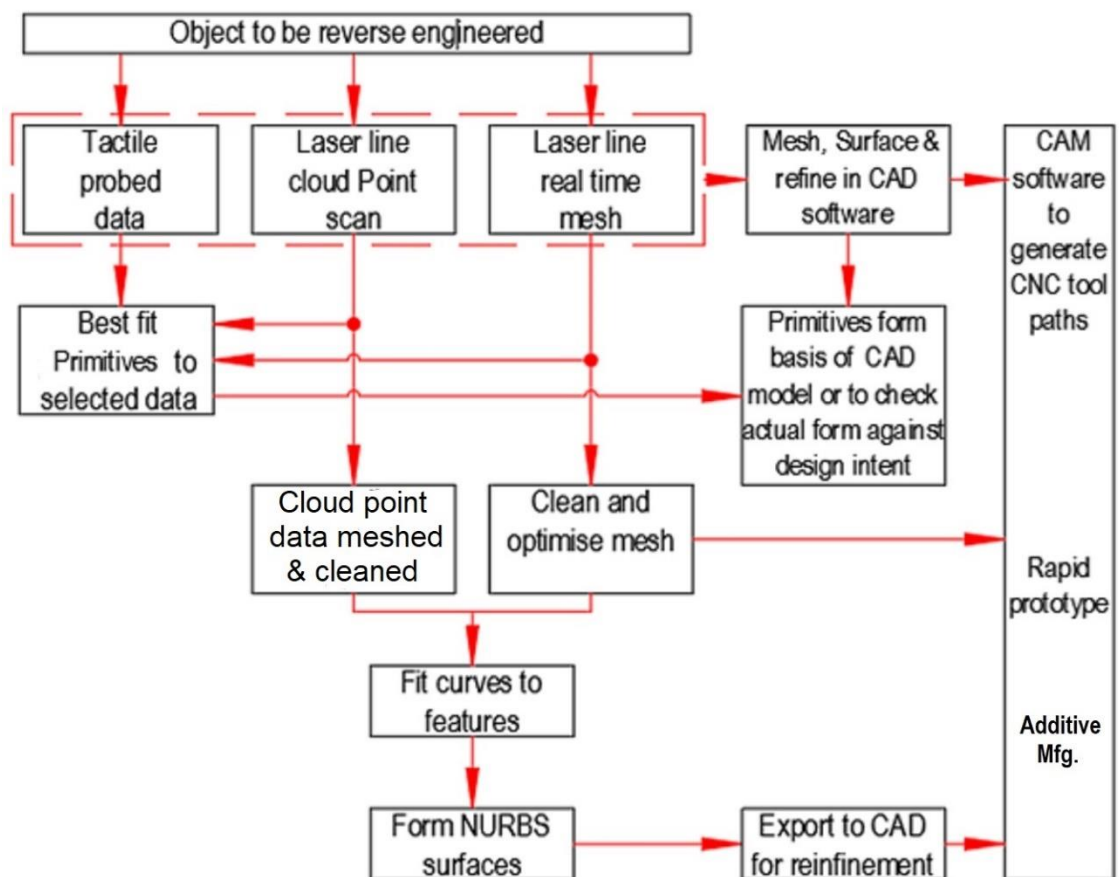 Object to be reverse engineered
Tactile
probed
data
Laser line
cloud Point
scan
Laser line
real time
mesh
Mesh, Surface &
refine in CAD
software
CAM
software
to
generate
CNC tool
paths
Best fit
Primitives to
selected data
Primitives form
basis of CAD
model or to check
actual form against
design intent
Cloud point
data meshed
& cleaned
Clean and
optimise mesh
Rapid
prototype
Fit curves to
features
Additive
Mfg.
Form NURBS
surfaces
Export to CAD
for reinfinement